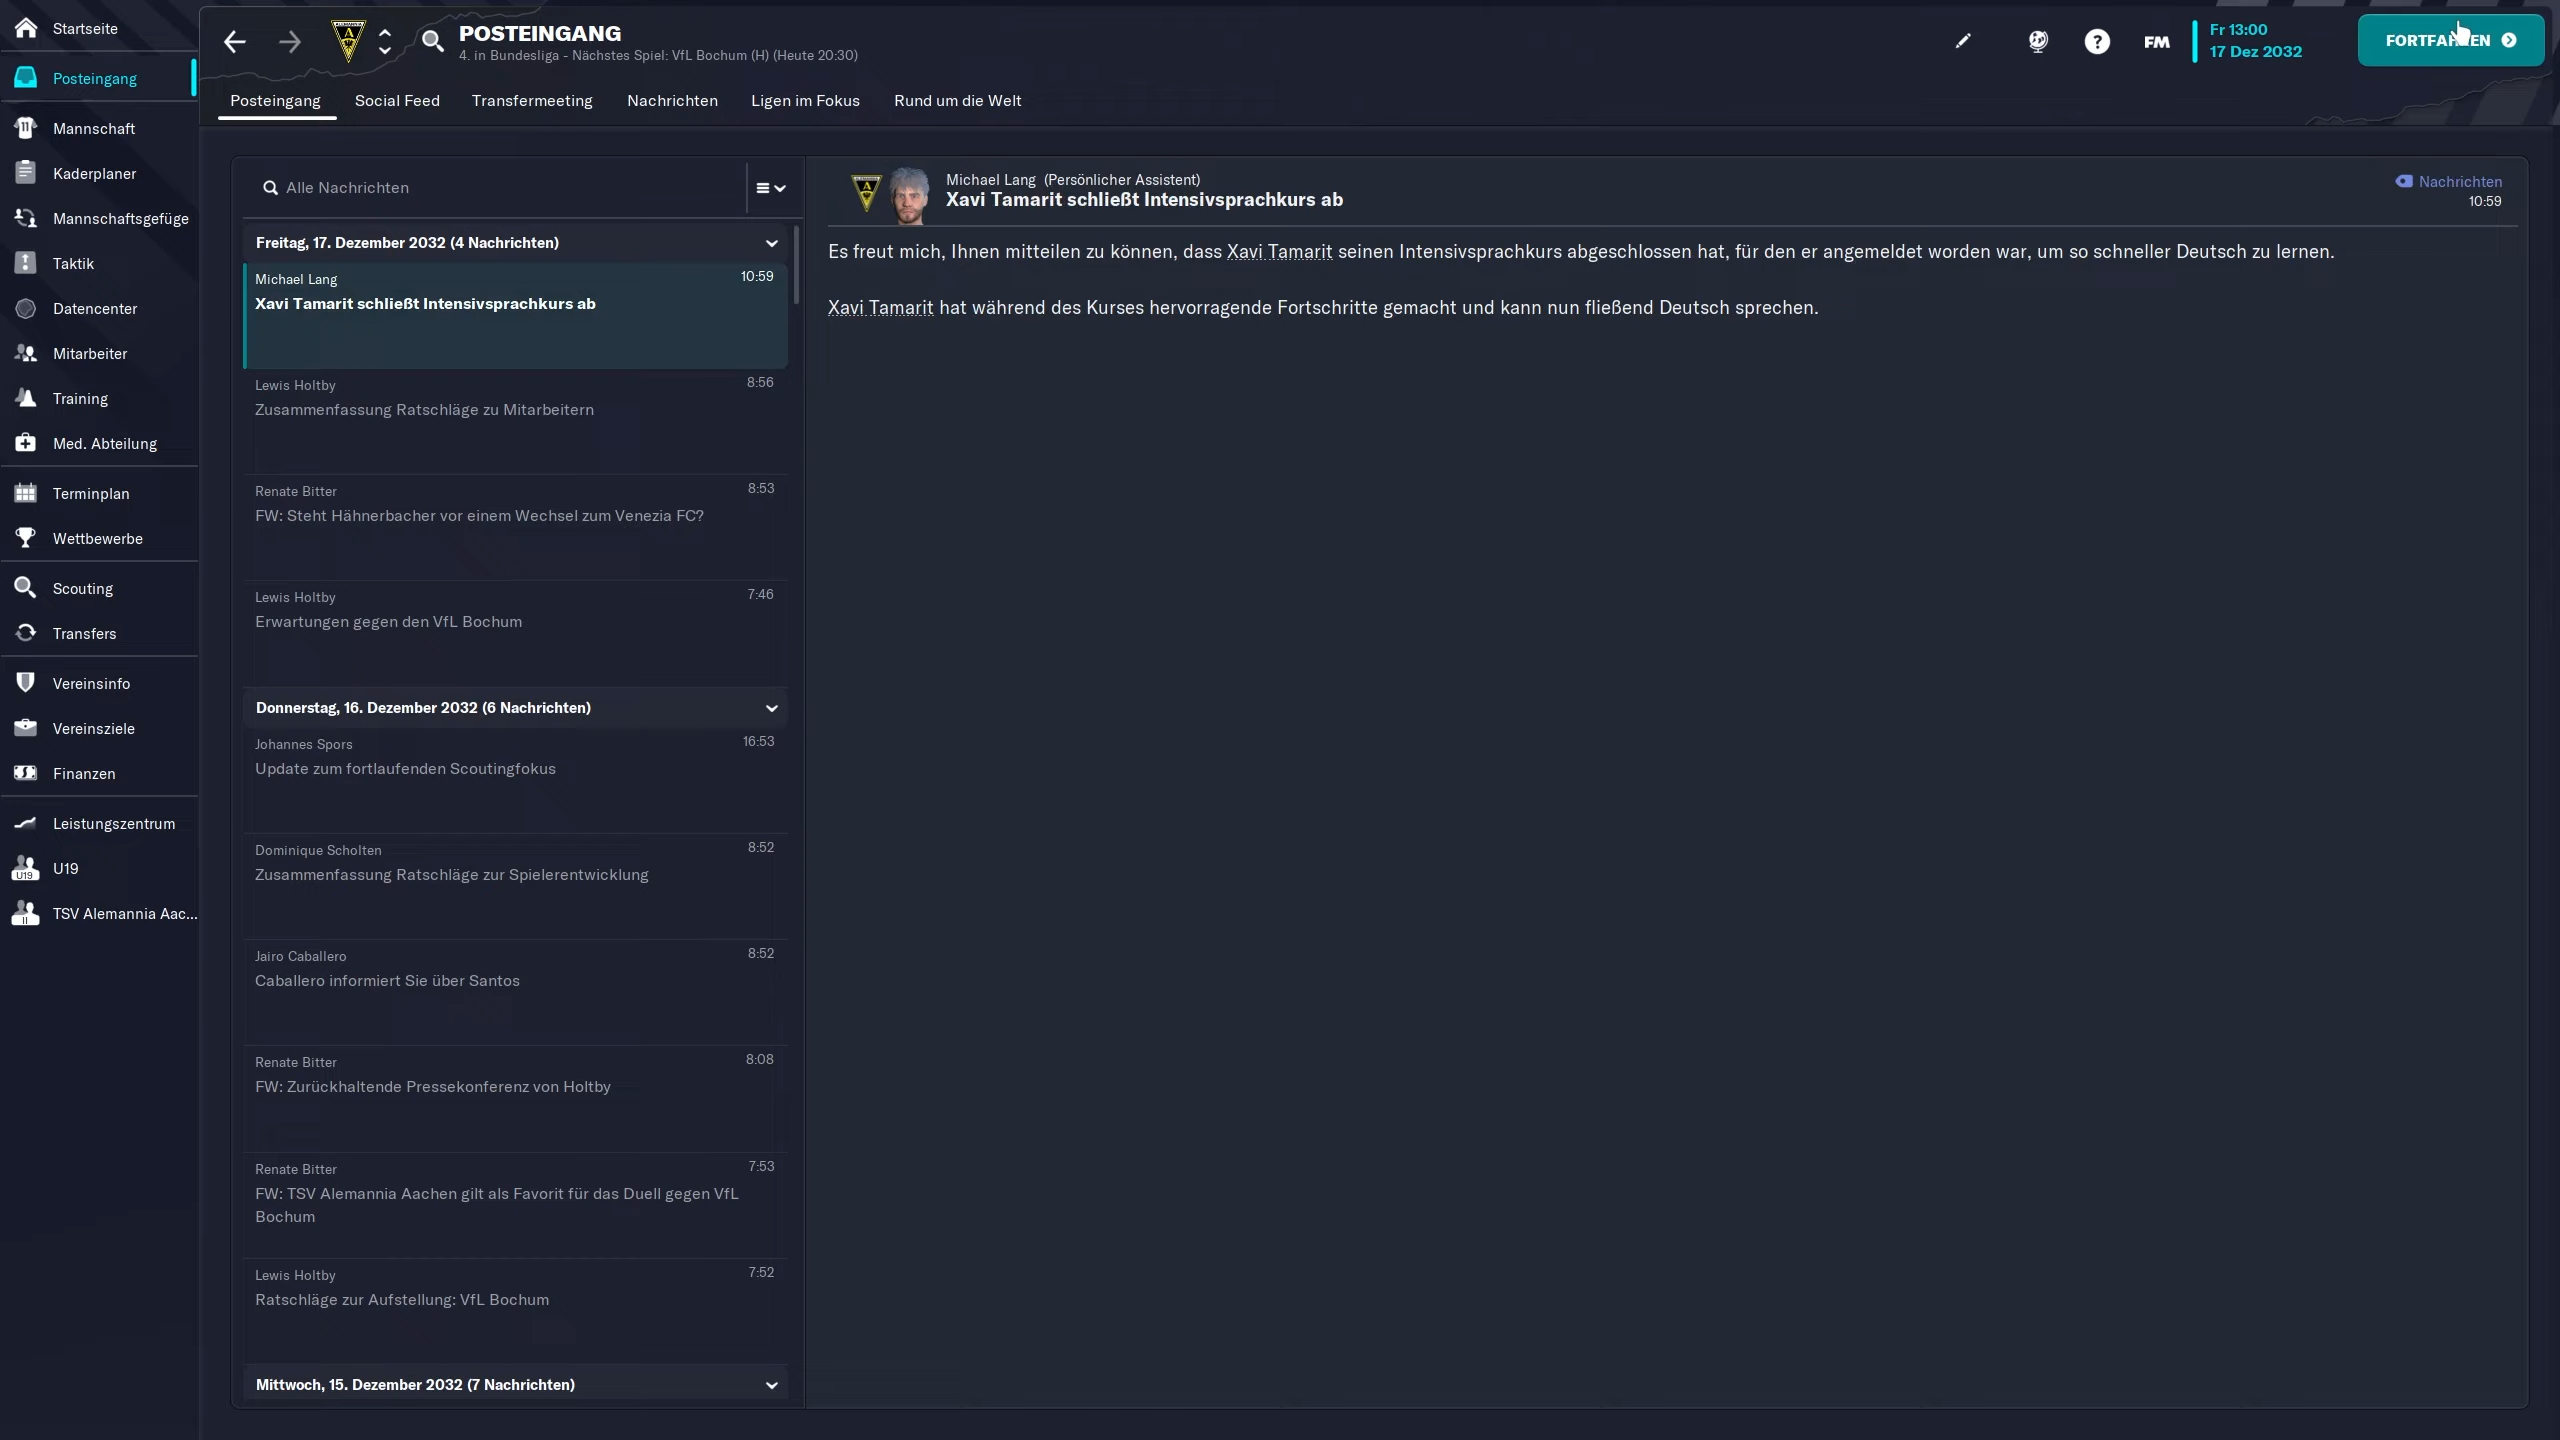 Startseite
Posteingang
Mannschaft
Kaderplaner
Mannschaftsgefüge
Taktik
Datencenter
Mitarbeiter
Training
Med. Abteilung
Terminplan
Wettbewerbe
Scouting
Transfers
Vereinsinfo
Vereinsziele
Finanzen
Leistungszentrum
U19
U19
II
TSV Alemannia Aac...
POSTEINGANG
4. in Bundesliga - Nächstes Spiel: VfL Bochum (H) (Heute 20:30)
FM
Fr 13:00
17 Dez 2032
Posteingang Social Feed Transfermeeting Nachrichten Ligen im Fokus Rund um die Welt
Alle Nachrichten
Freitag, 17. Dezember 2032 (4 Nachrichten)
Michael Lang 10:59
Xavi Tamarit schließt Intensivsprachkurs ab
Lewis Holtby 8:56
Zusammenfassung Ratschläge zu Mitarbeitern
Renate Bitter 8:53
FW: Steht Hähnerbacher vor einem Wechsel zum Venezia FC?
Lewis Holtby 7:46
Erwartungen gegen den VfL Bochum
Donnerstag, 16. Dezember 2032 (6 Nachrichten)
Johannes Spors 16:53
Update zum fortlaufenden Scoutingfokus
Dominique Scholten 8:52
Zusammenfassung Ratschläge zur Spielerentwicklung
Jairo Caballero 8:52
Caballero informiert Sie über Santos
Renate Bitter 8:08
FW: Zurückhaltende Pressekonferenz von Holtby
Renate Bitter 7:53
FW: TSV Alemannia Aachen gilt als Favorit für das Duell gegen VfL
Bochum
Lewis Holtby 7:52
Ratschläge zur Aufstellung: VfL Bochum
Mittwoch, 15. Dezember 2032 (7 Nachrichten)
Michael Lang (Persönlicher Assistent)
Xavi Tamarit schließt Intensivsprachkurs ab
Nachrichten
10:59
Es freut mich, Ihnen mitteilen zu können, dass Xavi Tamarit seinen Intensivsprachkurs abgeschlossen hat, für den er angemeldet worden war, um so schneller Deutsch zu lernen.
Xavi Tamarit hat während des Kurses hervorragende Fortschritte gemacht und kann nun fließend Deutsch sprechen.